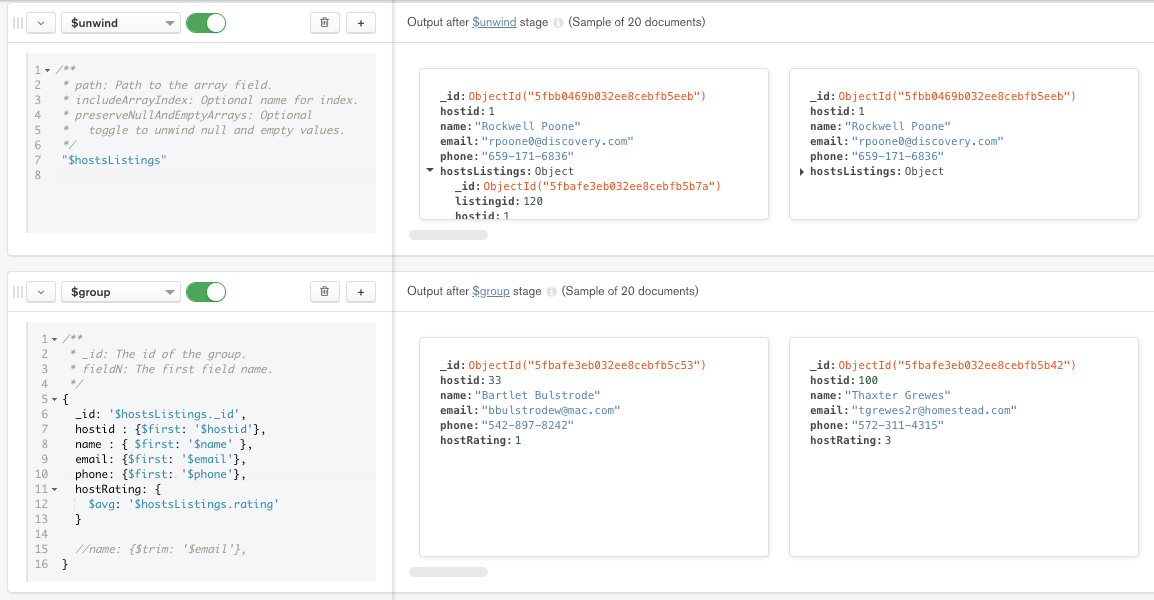 $unwind
+
Output after $unwind stage (Sample of 20 documents)
1 /**
2 * path: Path to the array field.
3 * includeArrayIndex: Optional name for index.
4 * preserveNullAndEmptyArrays: Optional
5 *   toggle to unwind null and empty values.
6 */
7 "$hostsListings"
8
_id: ObjectId("5fbb0469b032ee8cebfb5eeb")
hostid: 1
name: "Rockwell Poone"
email: "rpoone0@discovery.com"
phone: "659-171-6836"
hostsListings: Object
_id: ObjectId("5fbafe3eb032ee8cebfb5b7a")
listingid: 120
hostid: 1
_id: ObjectId("5fbb0469b032ee8cebfb5eeb")
hostid: 1
name: "Rockwell Poone"
email: "rpoone0@discovery.com"
phone: "659-171-6836"
hostsListings: Object
$group
+
Output after $group stage (Sample of 20 documents)
1 /**
2 * _id: The id of the group.
3 * fieldN: The first field name.
4 */
5 {
6 _id: '$hostsListings._id',
7 hostid : {$first: '$hostid'},
8 name : { $first: '$name' },
9 email: {$first: '$email'},
10 phone: {$first: '$phone'},
11 hostRating: {
12 $avg: '$hostsListings.rating'
13 }
14
15 //name: {$trim: '$email'},
16 }
_id: ObjectId("5fbafe3eb032ee8cebfb5c53")
hostid: 33
name: "Bartlet Bulstrode"
email: "bbulstrodew@mac.com"
phone: "542-897-8242"
hostRating: 1
_id: ObjectId("5fbafe3eb032ee8cebfb5b42")
hostid: 100
name: "Thaxter Grewes"
email: "tgrewes2r@homestead.com"
phone: "572-311-4315"
hostRating: 3